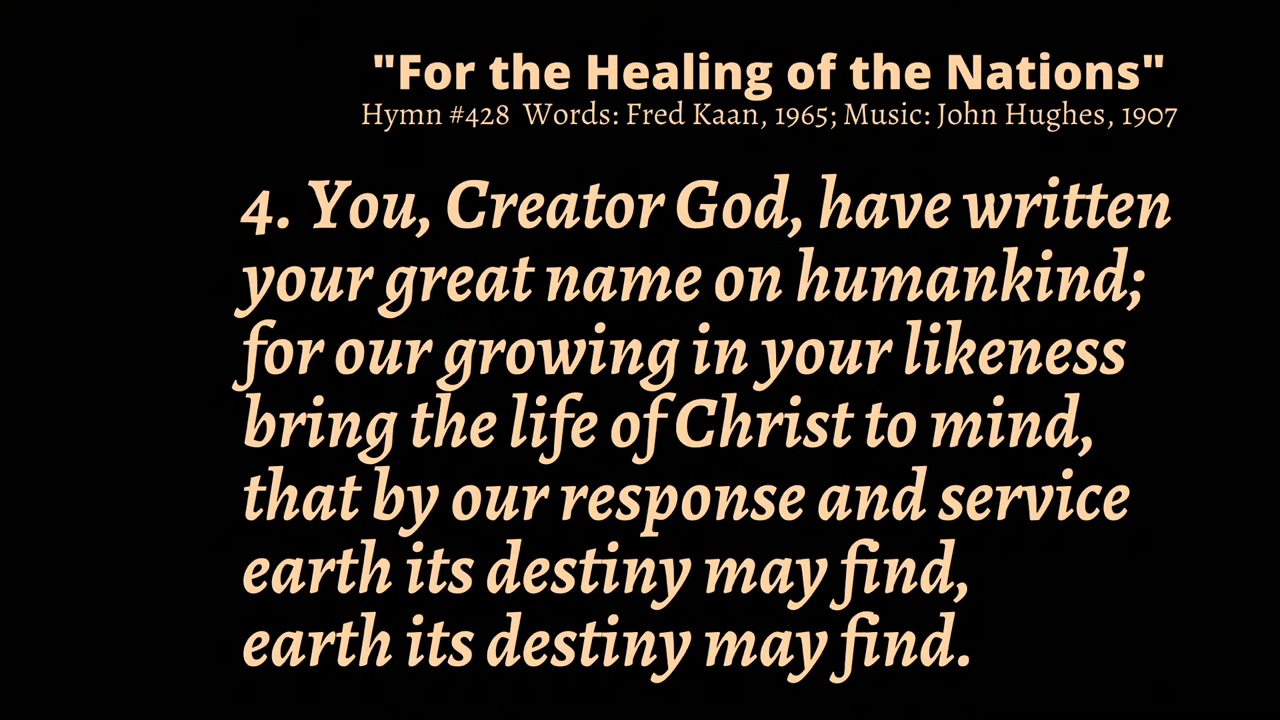 "For the Healing of the Nations"
Hymn #428 Words: Fred Kaan, 1965; Music: John Hughes, 1907
4. You, Creator God, have written
your great name on humankind;
for our growing in your likeness
bring the life of Christ to mind,
that by our response and service
earth its destiny may find,
earth its destiny may find.